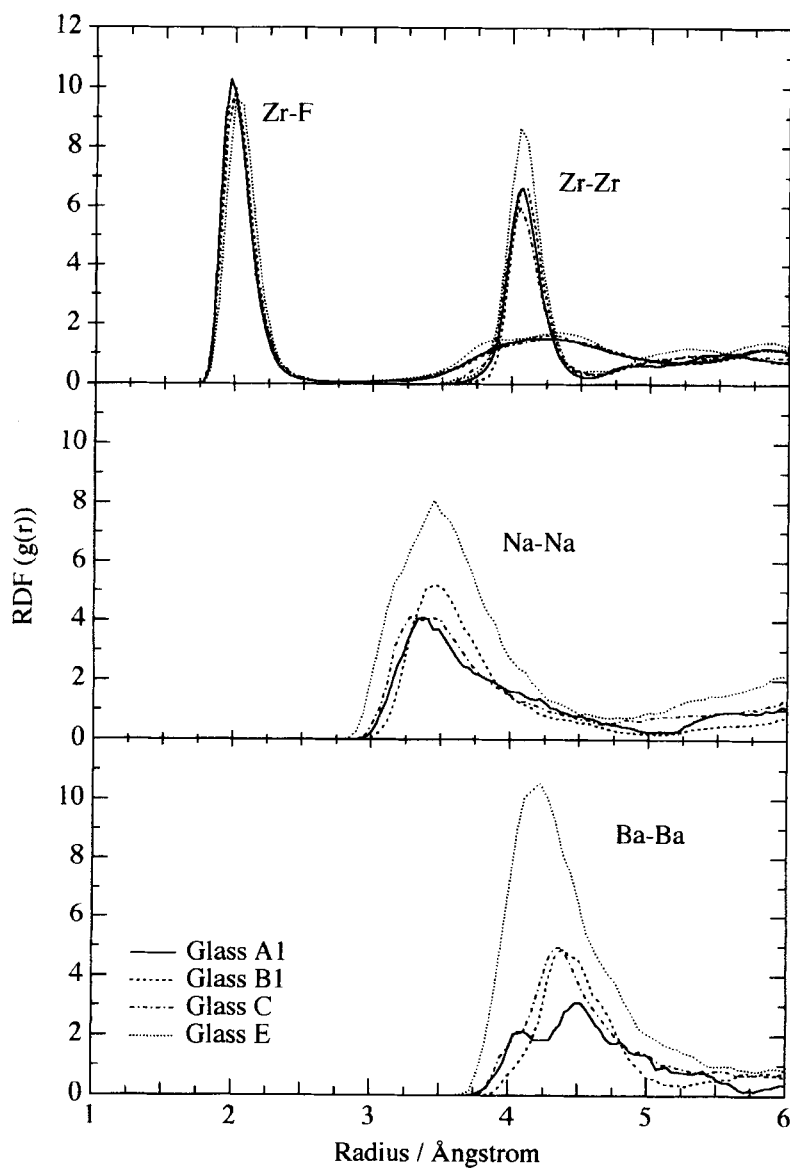 12
10
8
6
4
2
0
Zr-F
Zr-Zr
10
8
6
4
2
0
Na-Na
RDF (g(r))
10
8
6
4
2
0
Ba-Ba
Glass A1
Glass B1
Glass C
Glass E
1 2 3 4 5 6
Radius / Ångstrom